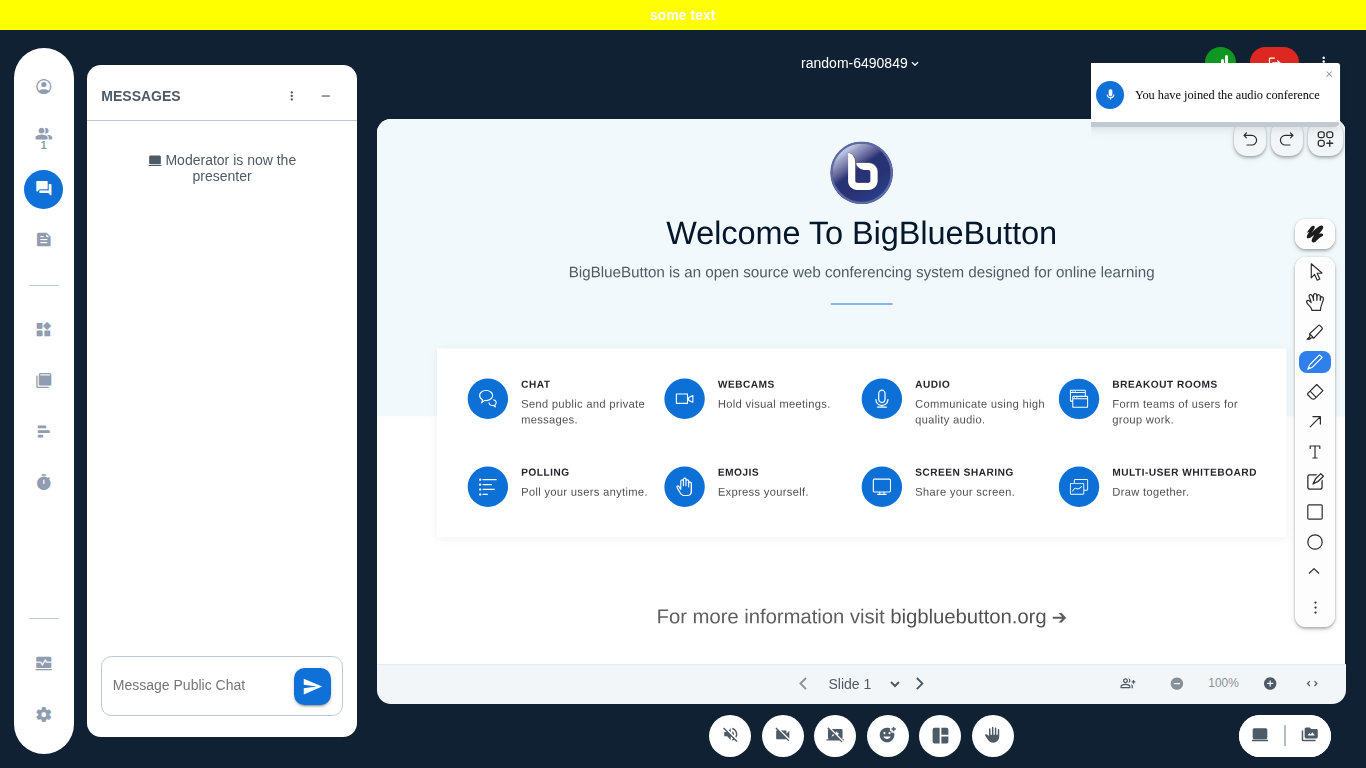 some text
random-6490849
You have joined the audio conference
1
MESSAGES
Moderator is now the
presenter
Message Public Chat
Welcome To BigBlueButton
BigBlueButton is an open source web conferencing system designed for online learning
CHAT
Send public and private
messages.
WEBCAMS
Hold visual meetings.
AUDIO
Communicate using high
quality audio.
BREAKOUT ROOMS
Form teams of users for
group work.
POLLING
Poll your users anytime.
EMOJIS
Express yourself.
SCREEN SHARING
Share your screen.
MULTI-USER WHITEBOARD
Draw together.
For more information visit bigbluebutton.org ➔
Slide 1
100%